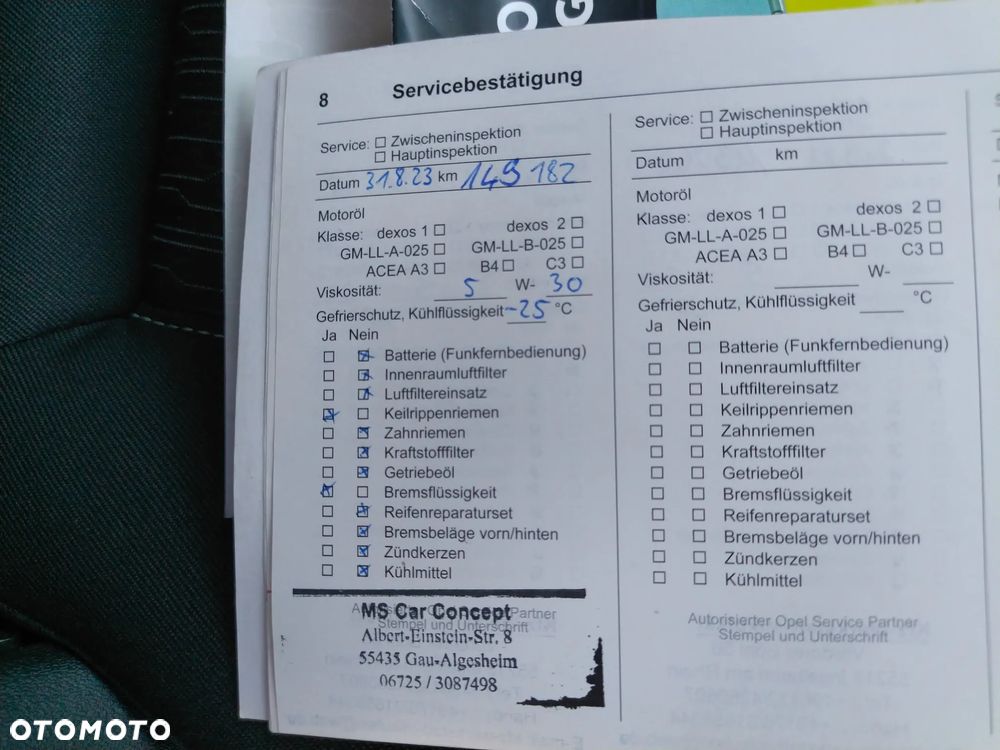 O
G
8 Servicebestätigung
Service: ☐ Zwischeninspektion
☐ Hauptinspektion
Datum 31.8.23 km 149 182
Motoröl
Klasse: dexos 1 ☐ dexos 2 ☐
GM-LL-A-025 ☐ GM-LL-B-025 ☐
ACEA A3 ☐ B4 ☐ C3 ☐
Viskosität: 5 W- 30
Gefrierschutz, Kühlflüssigkeit -25 °C
Ja Nein
☐ ☒ Batterie (Funkfernbedienung)
☐ ☒ Innenraumluftfilter
☐ ☒ Luftfiltereinsatz
☒ ☐ Keilrippenriemen
☐ ☒ Zahnriemen
☐ ☒ Kraftstofffilter
☐ ☒ Getriebeöl
☒ ☐ Bremsflüssigkeit
☐ ☒ Reifenreparaturset
☐ ☒ Bremsbeläge vorn/hinten
☐ ☒ Zündkerzen
☐ ☒ Kühlmittel
Partner
Stempel und Unterschrift
MS Car Concept
Albert-Einstein-Str. 8
55435 Gau-Algesheim
06725 / 3087498
Service: ☐ Zwischeninspektion
☐ Hauptinspektion
Datum km
Motoröl
Klasse: dexos 1 ☐ dexos 2 ☐
GM-LL-A-025 ☐ GM-LL-B-025 ☐
ACEA A3 ☐ B4 ☐ C3 ☐
Viskosität: W-
Gefrierschutz, Kühlflüssigkeit °C
Ja Nein
☐ ☐ Batterie (Funkfernbedienung)
☐ ☐ Innenraumluftfilter
☐ ☐ Luftfiltereinsatz
☐ ☐ Keilrippenriemen
☐ ☐ Zahnriemen
☐ ☐ Kraftstofffilter
☐ ☐ Getriebeöl
☐ ☐ Bremsflüssigkeit
☐ ☐ Reifenreparaturset
☐ ☐ Bremsbeläge vorn/hinten
☐ ☐ Zündkerzen
☐ ☐ Kühlmittel
Autorisierter Opel Service Partner
Stempel und Unterschrift
OTOMOTO